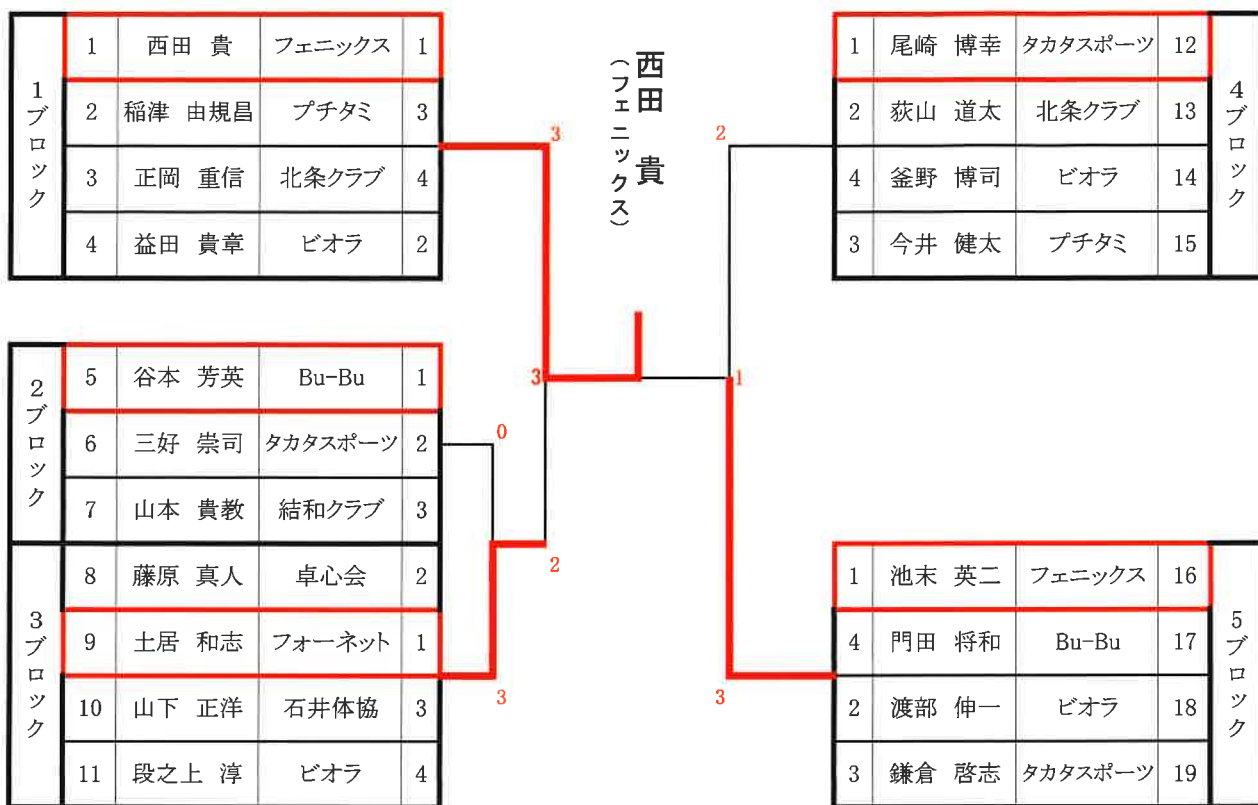 1ブロック
1 西田 貴 フェニックス 1
2 稲津 由規昌 プチタミ 3
3 正岡 重信 北条クラブ 4
4 益田 貴章 ビオラ 2
2ブロック
5 谷本 芳英 Bu-Bu 1
6 三好 崇司 タカタスポーツ 2
7 山本 貴教 結和クラブ 3
3ブロック
8 藤原 真人 卓心会 2
9 土居 和志 フォーネット 1
10 山下 正洋 石井体協 3
11 段之上 淳 ビオラ 4
3
0
3
2
3
西田 貴
(フェニックス)
2
1
3
4ブロック
1 尾崎 博幸 タカタスポーツ 12
2 荻山 道太 北条クラブ 13
4 釜野 博司 ビオラ 14
3 今井 健太 プチタミ 15
5ブロック
1 池末 英二 フェニックス 16
4 門田 将和 Bu-Bu 17
2 渡部 伸一 ビオラ 18
3 鎌倉 啓志 タカタスポーツ 19